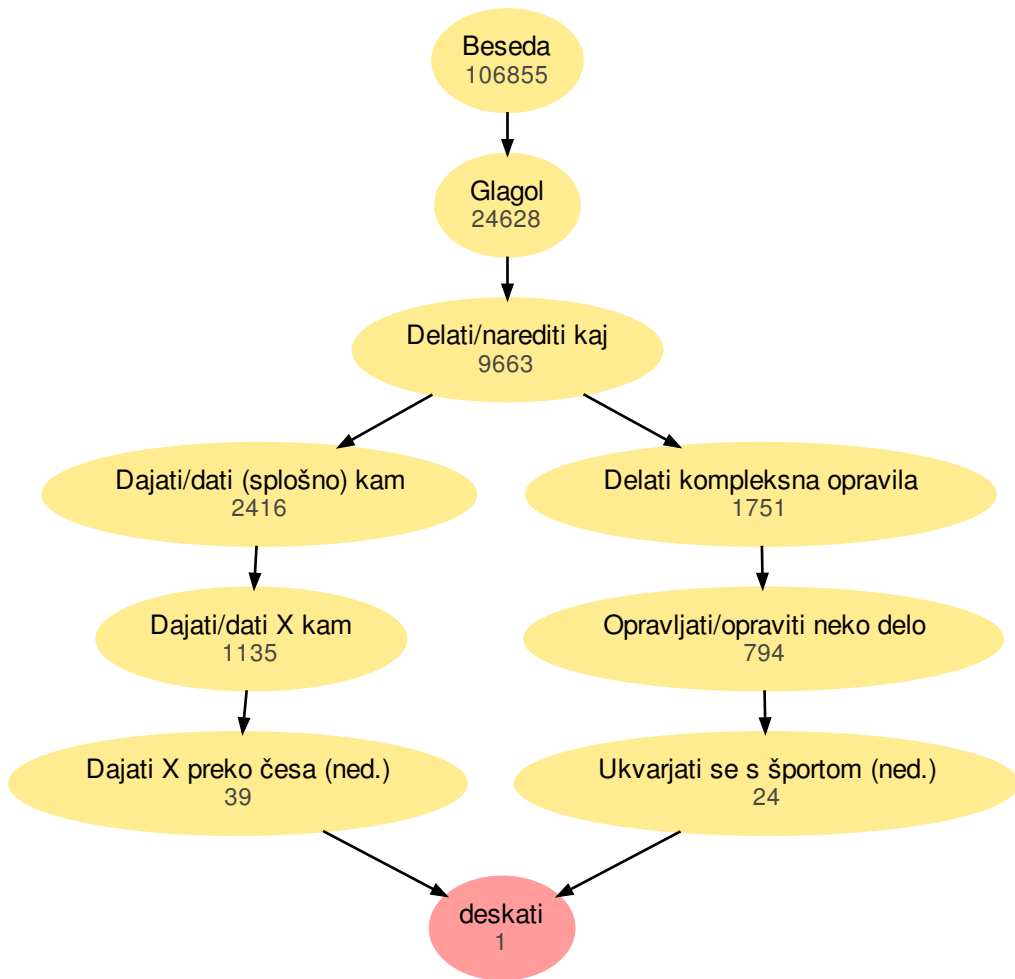 Beseda
106855
Glagol
24628
Delati/narediti kaj
9663
Dajati/dati (splošno) kam
2416
Delati kompleksna opravila
1751
Dajati/dati X kam
1135
Opravljati/opraviti neko delo
794
Dajati X preko česa (ned.)
39
Ukvarjati se s športom (ned.)
24
deskati
1